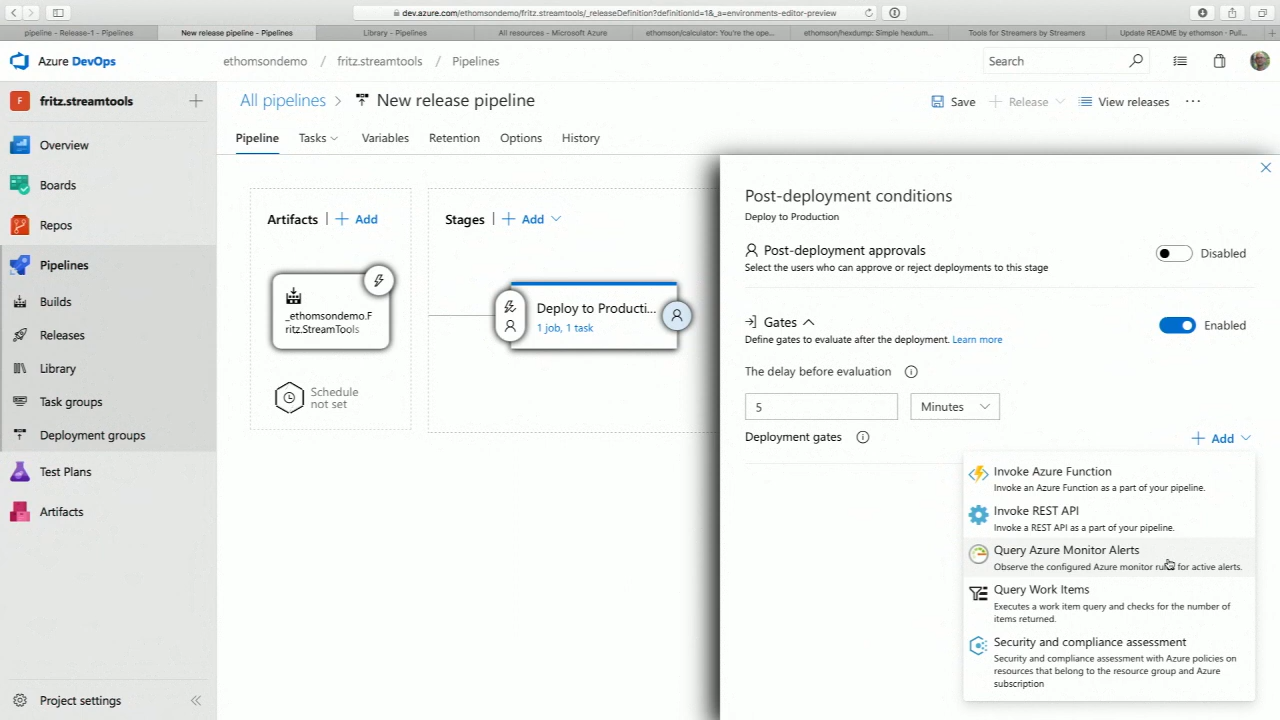 dev.azure.com/ethomsondemo/fritz.streamtools/_releaseDefinition?definitionId=1&_a=environments-editor-preview
pipeline - Release-1 - Pipelines
New release pipeline - Pipelines
Library - Pipelines
All resources - Microsoft Azure
ethomson/calculator: You're the ope...
ethomson/hexdump: Simple hexdum...
Tools for Streamers by Streamers
Update README by ethomson · Pull...
Azure DevOps
ethomsondemo / fritz.streamtools / Pipelines
Search
F
fritz.streamtools
Overview
Boards
Repos
Pipelines
Builds
Releases
Library
Task groups
Deployment groups
Test Plans
Artifacts
Project settings
All pipelines > New release pipeline
Save
Release
View releases
Pipeline
Tasks
Variables
Retention
Options
History
Artifacts | + Add
_ethomsondemo.F
ritz.StreamTools
Schedule
not set
Stages | + Add
Deploy to Producti...
1 job, 1 task
Post-deployment conditions
Deploy to Production
Post-deployment approvals
Select the users who can approve or reject deployments to this stage
Disabled
Gates
Define gates to evaluate after the deployment. Learn more
Enabled
The delay before evaluation
5
Minutes
Deployment gates
+ Add
Invoke Azure Function
Invoke an Azure Function as a part of your pipeline.
Invoke REST API
Invoke a REST API as a part of your pipeline.
Query Azure Monitor Alerts
Observe the configured Azure monitor rules for active alerts.
Query Work Items
Executes a work item query and checks for the number of
items returned.
Security and compliance assessment
Security and compliance assessment with Azure policies on
resources that belong to the resource group and Azure
subscription